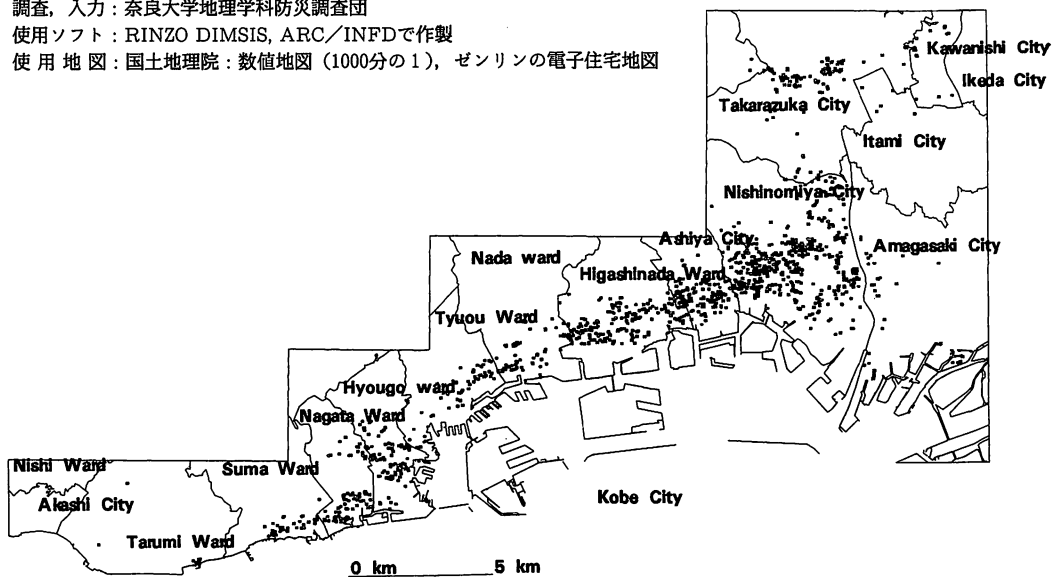 調査，入力：奈良大学地理学科防災調査団
使用ソフト：RINZO DIMSIS, ARC／INFDで作製
使 用 地 図：国土地理院：数値地図（1000分の１），ゼンリンの電子住宅地図
Kawanishi City
Ikeda City
Takarazuka City
Itami City
Nishinomiya City
Ashiya City
Amagasaki City
Nada ward
Higashinada Ward
Tyuou Ward
Hyougo ward
Nagata Ward
Nishi Ward
Suma Ward
Akashi City
Kobe City
Tarumi Ward
0 km 5 km